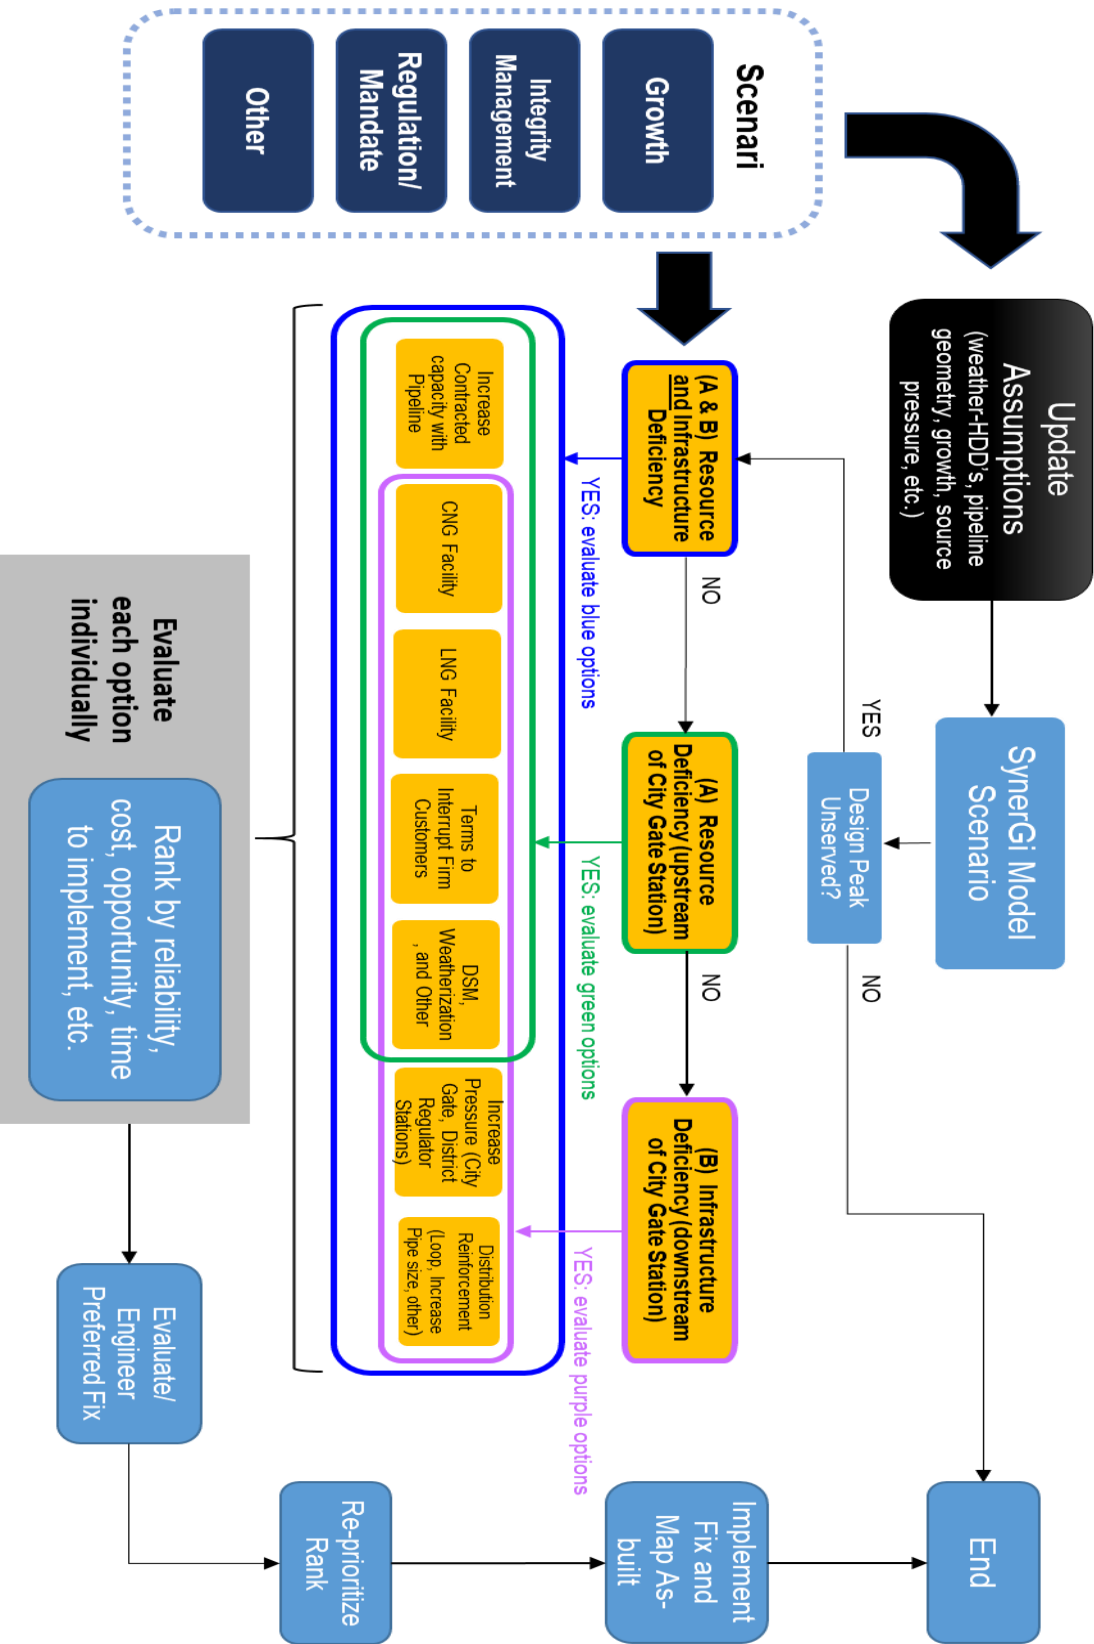 Scenari
Growth
Integrity
Management
Regulation/
Mandate
Other
Update
Assumptions
(weather-HDD's, pipeline
geometry, growth, source
pressure, etc.)
SynerGi Model
Scenario
Design Peak
Unserved?
YES
NO
(A & B) Resource
and Infrastructure
Deficiency
NO
(A) Resource
Deficiency (upstream
of City Gate Station)
NO
(B) Infrastructure
Deficiency (downstream
of City Gate Station)
YES: evaluate blue options
YES: evaluate green options
YES: evaluate purple options
Increase
Contracted
capacity with
Pipeline
CNG Facility
LNG Facility
Terms to
Interrupt Firm
Customers
DSM,
Weatherization
, and Other
Increase
Pressure (City
Gate, District
Regulator
Stations)
Distribution
Reinforcement
(Loop, Increase
Pipe size, other)
Evaluate
each option
individually
Rank by reliability,
cost, opportunity, time
to implement, etc.
Evaluate/
Engineer
Preferred Fix
Re-prioritize
Rank
Implement
Fix and
Map As-
built
End